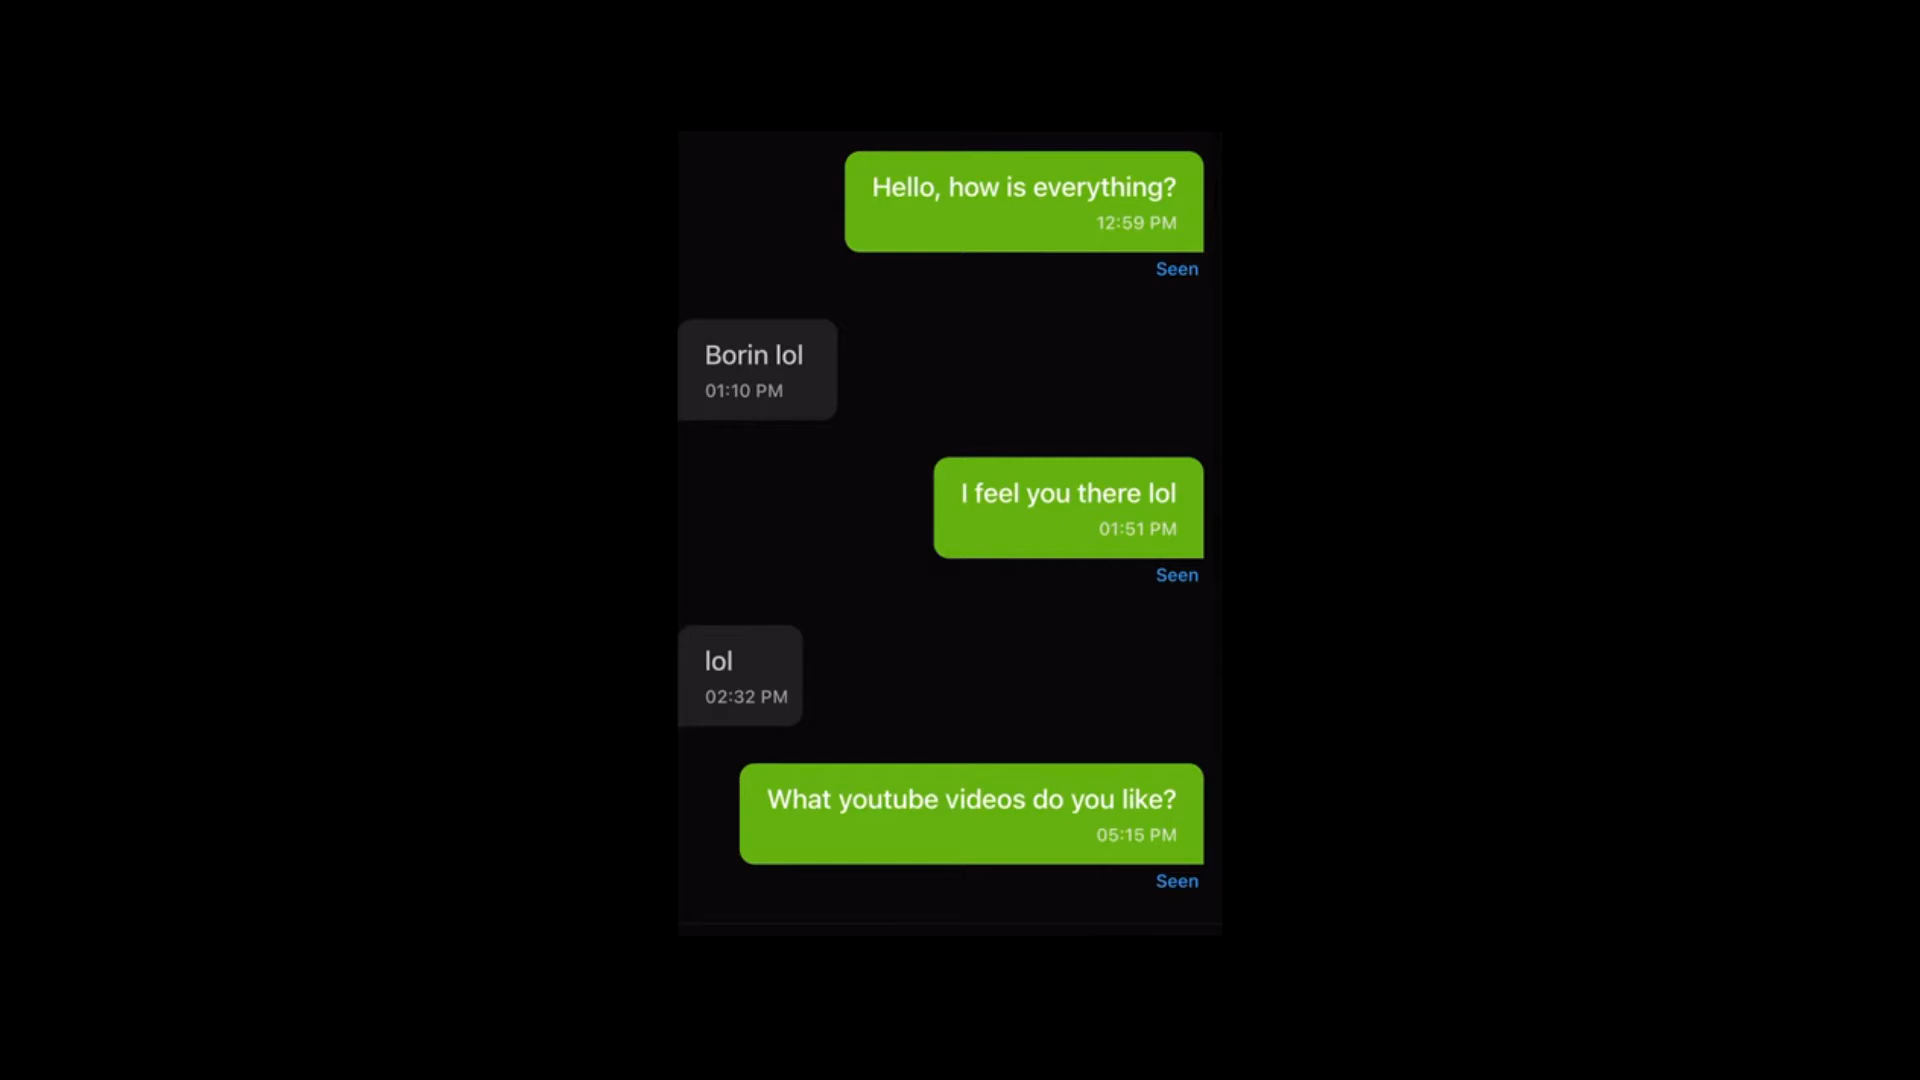 Hello, how is everything?
12:59 PM
Seen
Borin lol
01:10 PM
I feel you there lol
01:51 PM
Seen
lol
02:32 PM
What youtube videos do you like?
05:15 PM
Seen